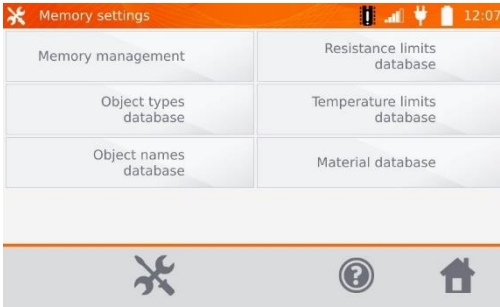 Memory settings
12:07
Memory management
Resistance limits
database
Object types
database
Temperature limits
database
Object names
database
Material database